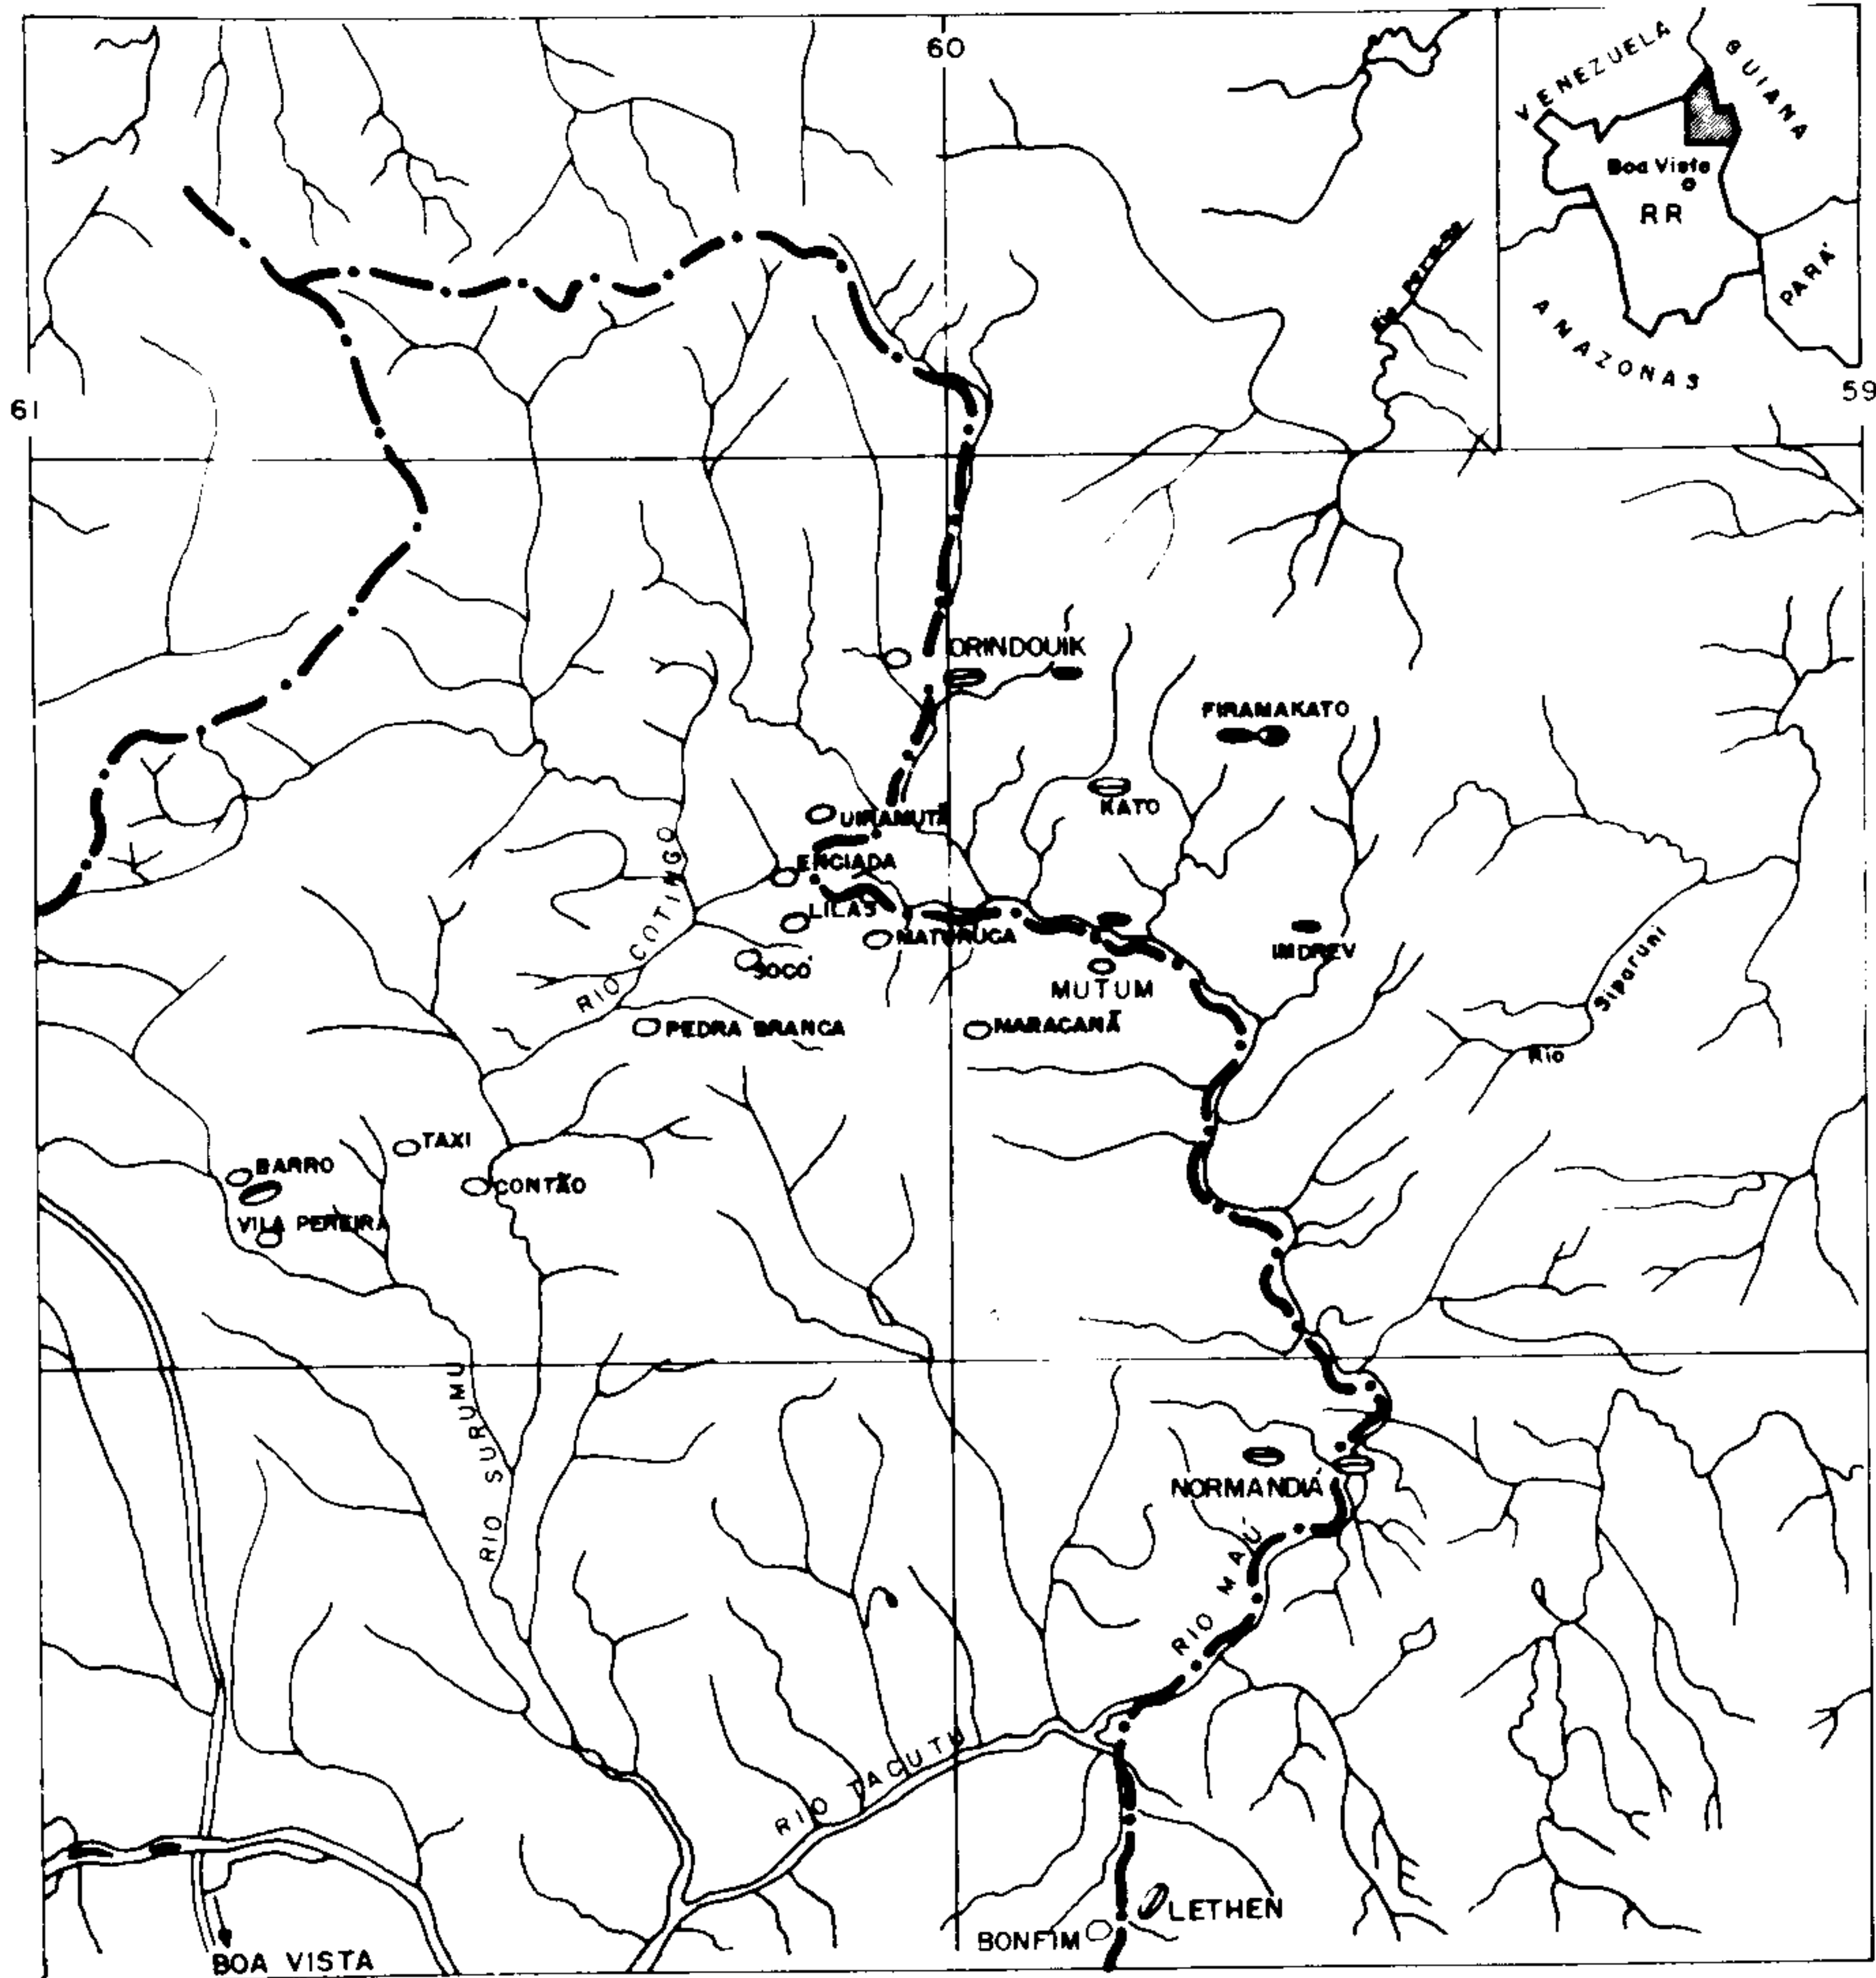 60
VENEZUELA
GUIANA
Boa Vista
RR
PARÁ
AMAZONAS
61
59
ORINDOUIK
FIRAMAKATO
KATO
UIRAMUTÃ
ENCIADA
RIO COTINGO
LILAS
MATURUCA
SOCÓ
IMDREV
MUTUM
Siparuni
Rio
PEDRA BRANCA
MARACANÃ
TAXI
BARRO
CONTÃO
VILA PEREIRA
RIO SURUMU
NORMANDIÁ
RIO MAÚ
RIO TACUTU
LETHEN
BONFIM
BOA VISTA